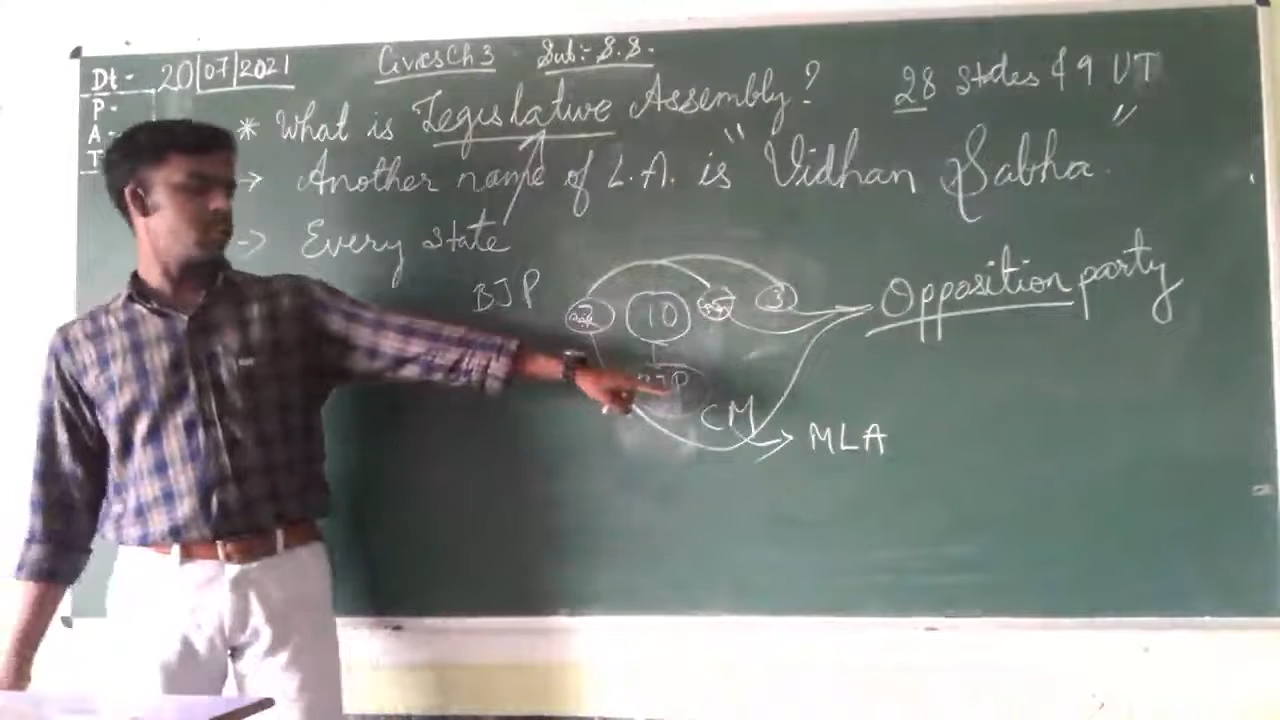 Dt - 20/07/2021 Civics Ch 3 Sub:- S.S.
P -
A -
T
28 States & 9 UT
* What is Legislative Assembly?
→ Another name of L.A. is "Vidhan Sabha"
→ Every state
BJP
10 3
Opposition party
BJP
CM
MLA